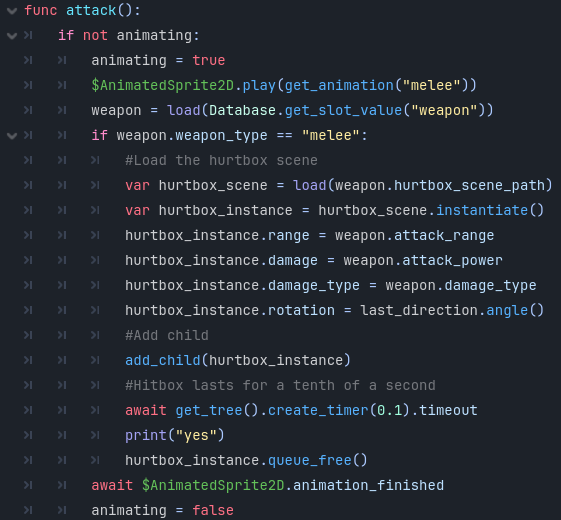 func attack():
if not animating:
animating = true
$AnimatedSprite2D.play(get_animation("melee"))
weapon = load(Database.get_slot_value("weapon"))
if weapon.weapon_type == "melee":
#Load the hurtbox scene
var hurtbox_scene = load(weapon.hurtbox_scene_path)
var hurtbox_instance = hurtbox_scene.instantiate()
hurtbox_instance.range = weapon.attack_range
hurtbox_instance.damage = weapon.attack_power
hurtbox_instance.damage_type = weapon.damage_type
hurtbox_instance.rotation = last_direction.angle()
#Add child
add_child(hurtbox_instance)
#Hitbox lasts for a tenth of a second
await get_tree().create_timer(0.1).timeout
print("yes")
hurtbox_instance.queue_free()
await $AnimatedSprite2D.animation_finished
animating = false